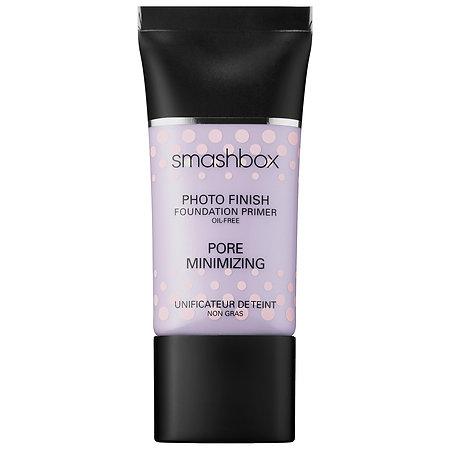 smashbox
PHOTO FINISH
FOUNDATION PRIMER
OIL-FREE
PORE
MINIMIZING
UNIFICATEUR DE TEINT
NON GRAS